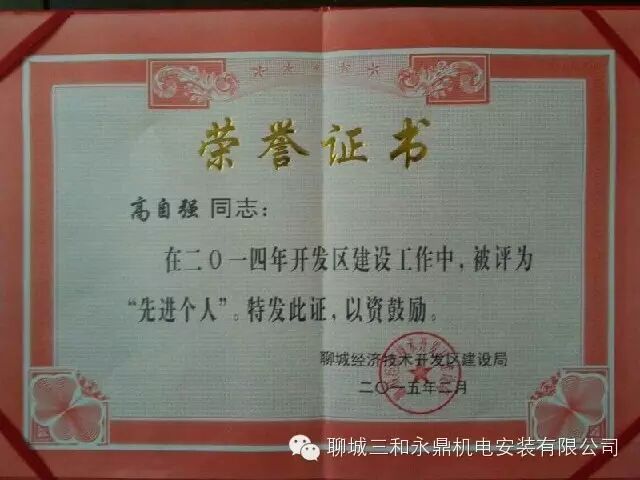 荣誉证书
高自强 同志：
在二〇一四年开发区建设工作中，被评为
“先进个人”。特发此证，以资鼓励。
聊城经济技术开发区建设局
二〇一五年二月
聊城三和永鼎机电安装有限公司